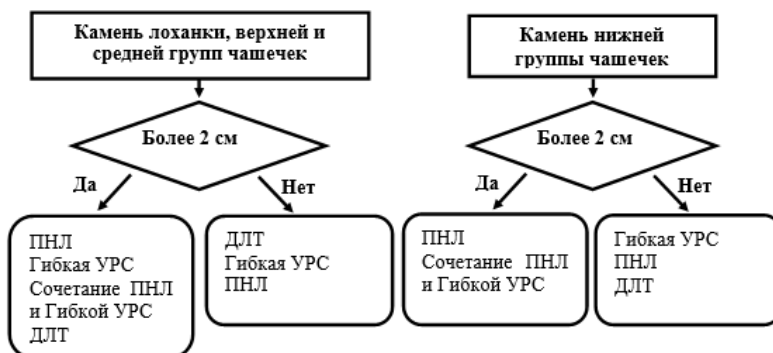 Камень лоханки, верхней и
средней групп чашечек
Более 2 см
Да
Нет
ПНЛ
Гибкая УРС
Сочетание ПНЛ
и Гибкой УРС
ДЛТ
ДЛТ
Гибкая УРС
ПНЛ
Камень нижней
группы чашечек
Более 2 см
Да
Нет
ПНЛ
Сочетание ПНЛ
и Гибкой УРС
Гибкая УРС
ПНЛ
ДЛТ